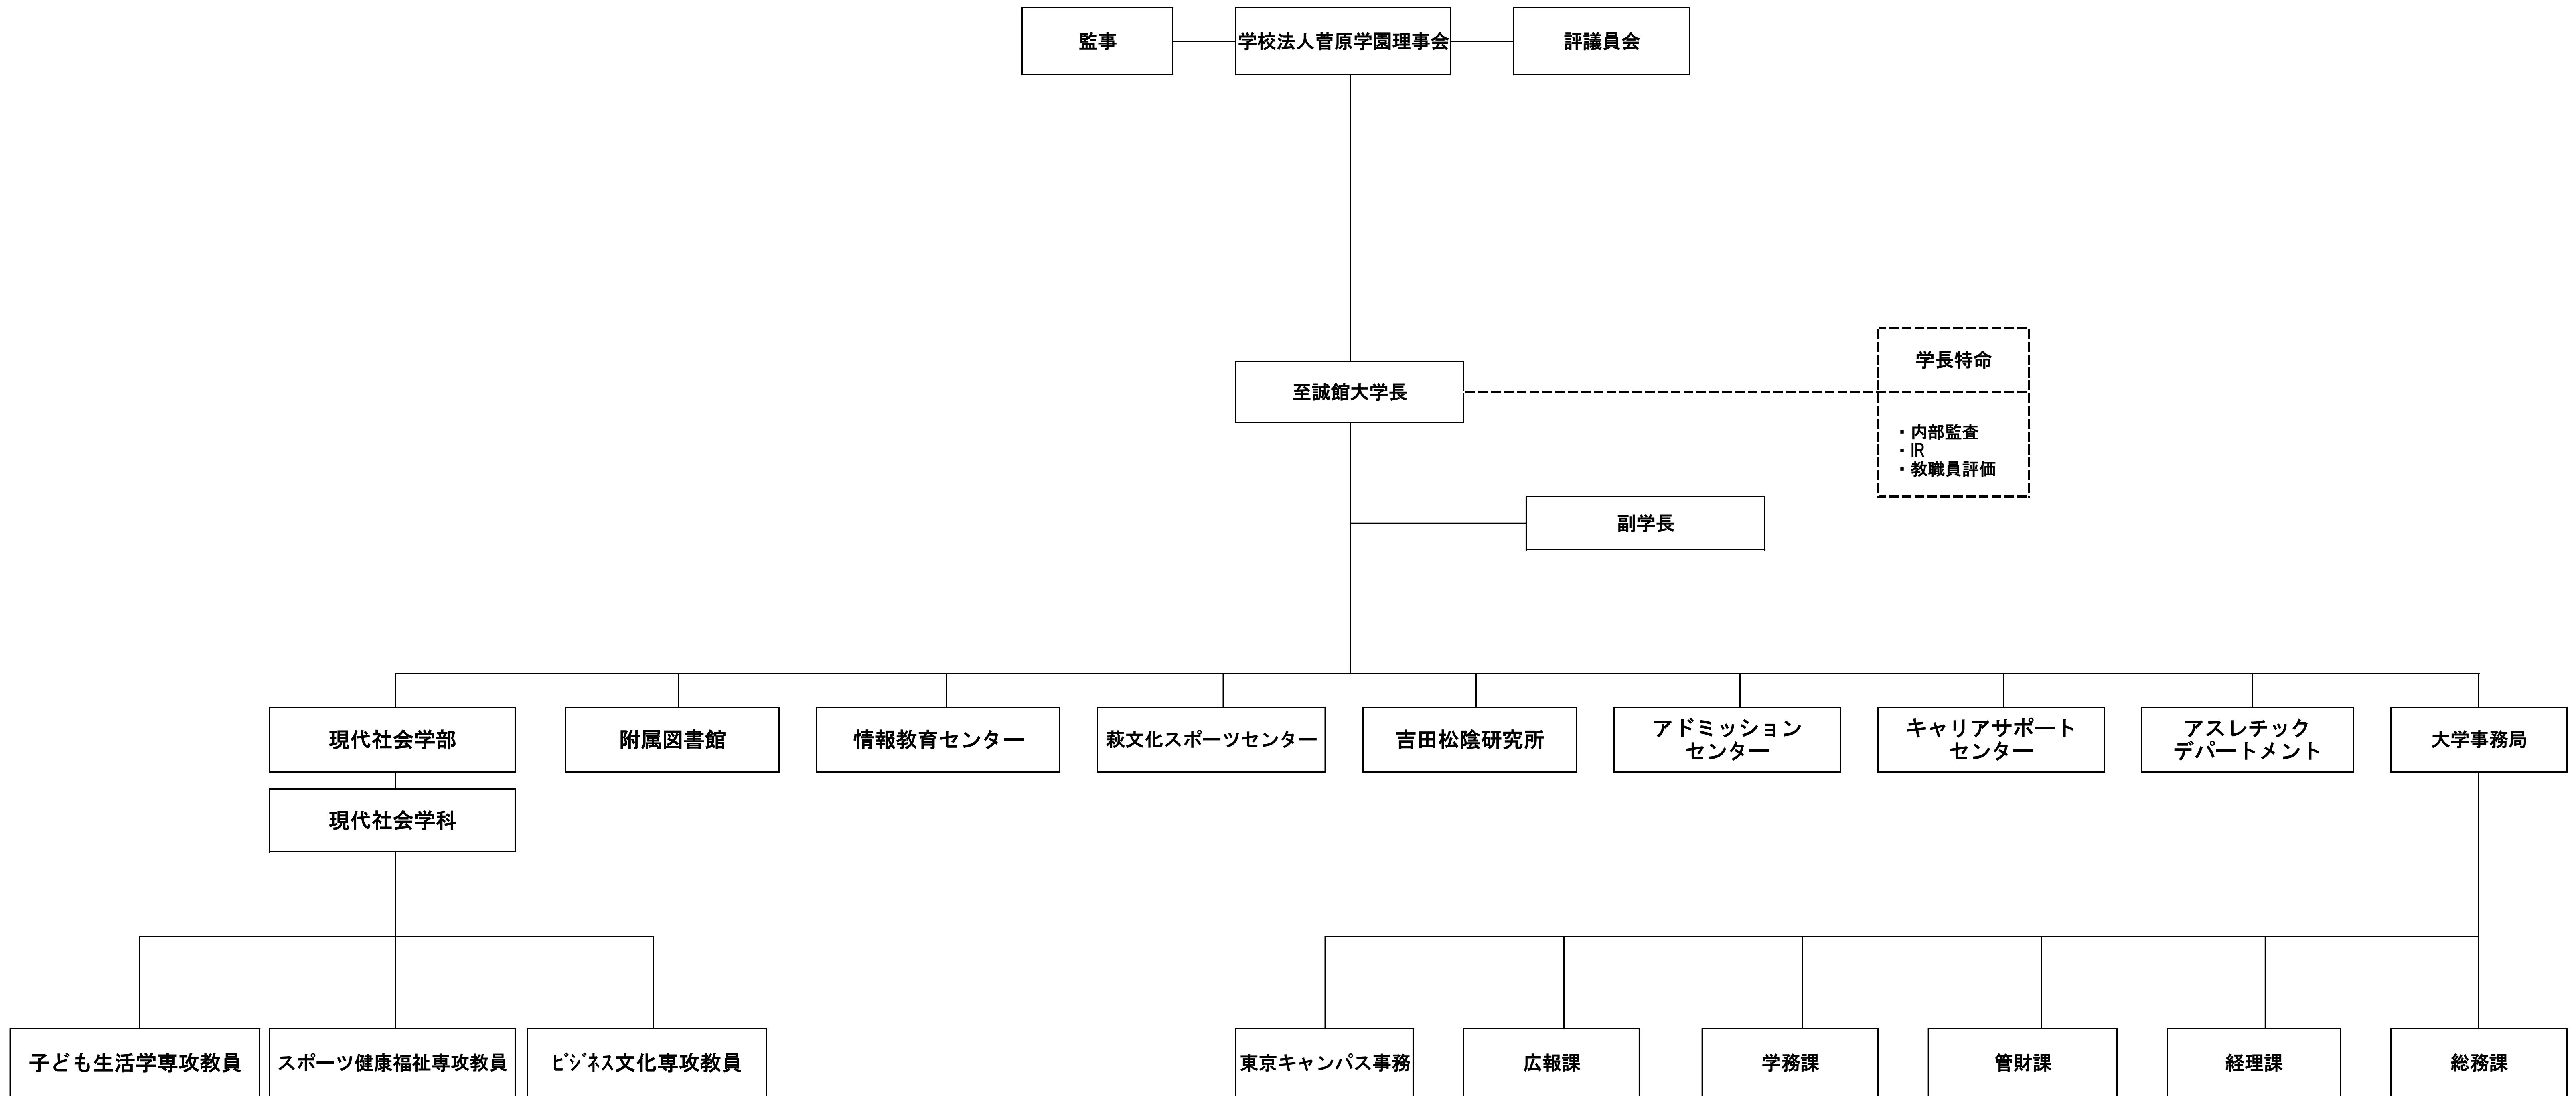 監事
学校法人菅原学園理事会
評議員会
学長特命
至誠館大学長
・内部監査
・IR
・教職員評価
副学長
現代社会学部
附属図書館
情報教育センター
萩文化スポーツセンター
吉田松陰研究所
アドミッション
センター
キャリアサポート
センター
アスレチック
デパートメント
大学事務局
現代社会学科
子ども生活学専攻教員
スポーツ健康福祉専攻教員
ﾋﾞｼﾞﾈｽ文化専攻教員
東京キャンパス事務
広報課
学務課
管財課
経理課
総務課